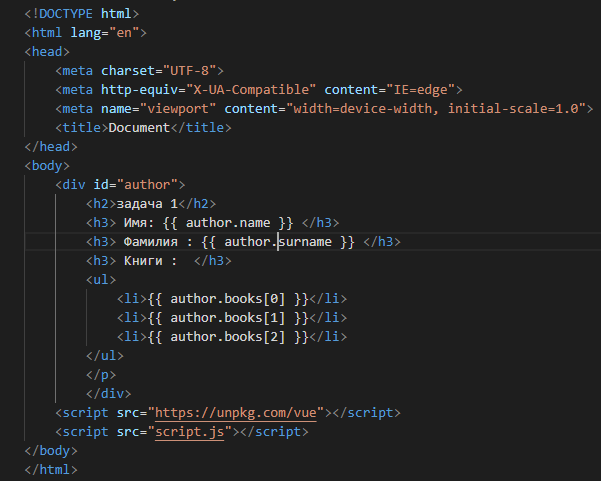 <!DOCTYPE html>
<html lang="en">
<head>
    <meta charset="UTF-8">
    <meta http-equiv="X-UA-Compatible" content="IE=edge">
    <meta name="viewport" content="width=device-width, initial-scale=1.0">
    <title>Document</title>
</head>
<body>
    <div id="author">
        <h2>задача 1</h2>
        <h3> Имя: {{ author.name }} </h3>
        <h3> Фамилия : {{ author.surname }} </h3>
        <h3> Книги :  </h3>
        <ul>
            <li>{{ author.books[0] }}</li>
            <li>{{ author.books[1] }}</li>
            <li>{{ author.books[2] }}</li>
        </ul>
        </p>
        </div>
    <script src="https://unpkg.com/vue"></script>
    <script src="script.js"></script>
</body>
</html>